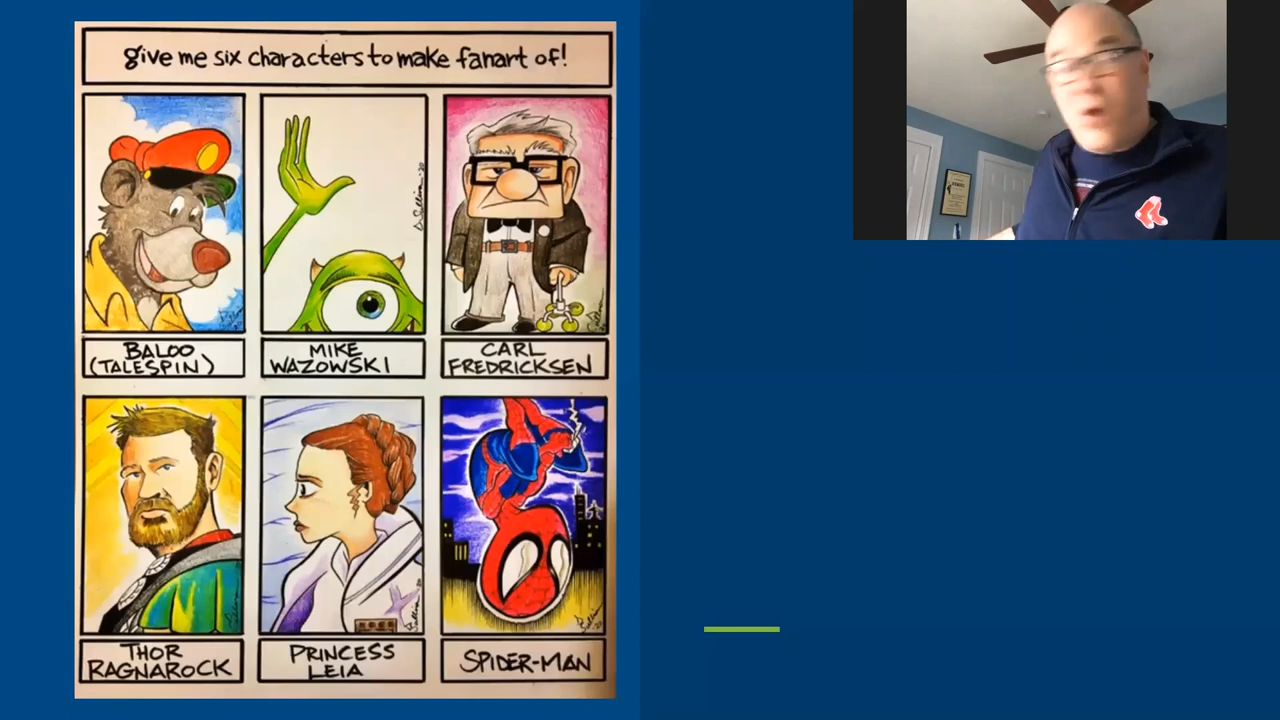 give me six characters to make fanart of!
BALOO
(TALESPIN)
MIKE
WAZOWSKI
CARL
FREDRICKSEN
THOR
RAGNAROCK
PRINCESS
LEIA
SPIDER-MAN